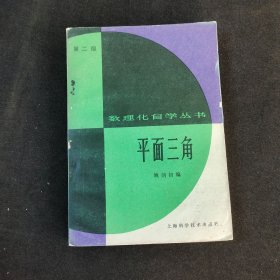 第二版
数理化自学丛书
平面三角
上海科学技术出版社